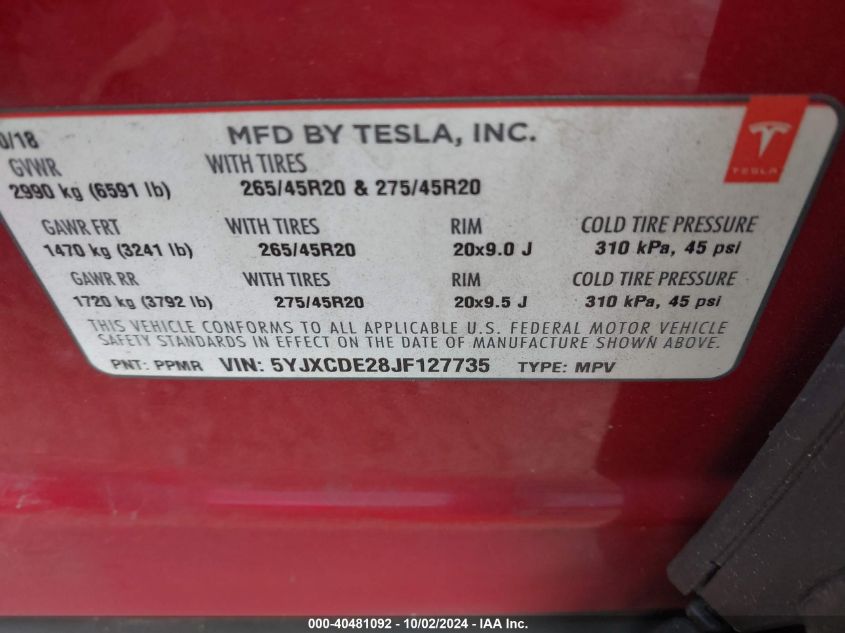 0/18 MFD BY TESLA, INC.
TESLA
GVWR WITH TIRES
2990 kg (6591 lb) 265/45R20 & 275/45R20
GAWR FRT WITH TIRES RIM COLD TIRE PRESSURE
1470 kg (3241 lb) 265/45R20 20x9.0 J 310 kPa, 45 psi
GAWR RR WITH TIRES RIM COLD TIRE PRESSURE
1720 kg (3792 lb) 275/45R20 20x9.5 J 310 kPa, 45 psi
THIS VEHICLE CONFORMS TO ALL APPLICABLE U.S. FEDERAL MOTOR VEHICLE
SAFETY STANDARDS IN EFFECT ON THE DATE OF MANUFACTURE SHOWN ABOVE.
PNT: PPMR VIN: 5YJXCDE28JF127735 TYPE: MPV
000-40481092 - 10/02/2024 - IAA Inc.